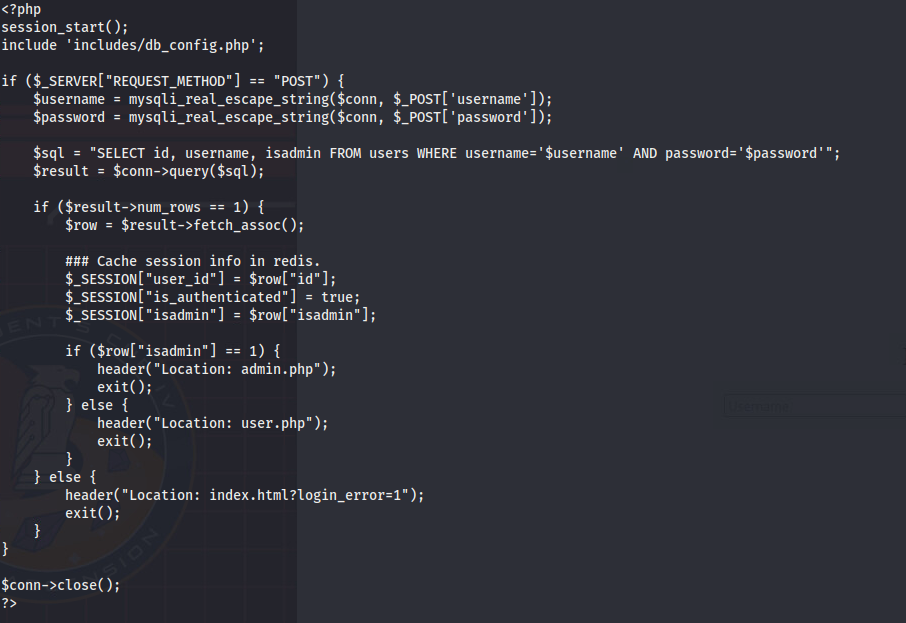 <?php
session_start();
include 'includes/db_config.php';

if ($_SERVER["REQUEST_METHOD"] == "POST") {
    $username = mysqli_real_escape_string($conn, $_POST['username']);
    $password = mysqli_real_escape_string($conn, $_POST['password']);

    $sql = "SELECT id, username, isadmin FROM users WHERE username='$username' AND password='$password'";
    $result = $conn->query($sql);

    if ($result->num_rows == 1) {
        $row = $result->fetch_assoc();

        ### Cache session info in redis.
        $_SESSION["user_id"] = $row["id"];
        $_SESSION["is_authenticated"] = true;
        $_SESSION["isadmin"] = $row["isadmin"];

        if ($row["isadmin"] == 1) {
            header("Location: admin.php");
            exit();
        } else {
            header("Location: user.php");
            exit();
        }
    } else {
        header("Location: index.html?login_error=1");
        exit();
    }
}

$conn->close();
?>
Username